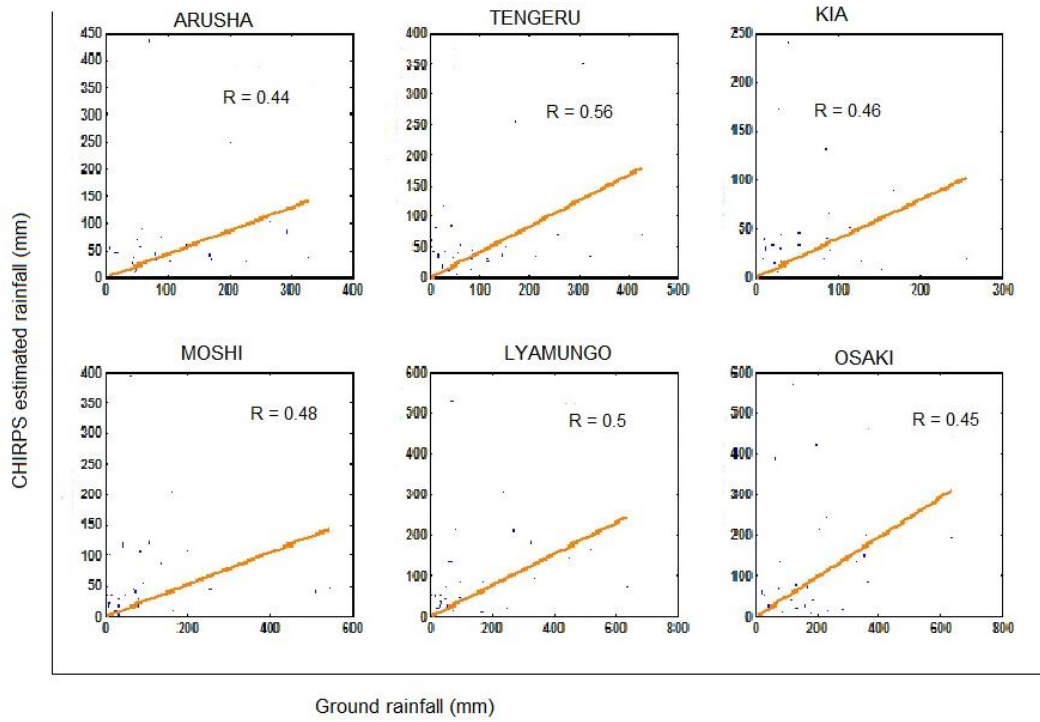 ARUSHA
450
400
350
300
250
200
150
100
50
0
R = 0.44
0 100 200 300 400
TENGERU
400
350
300
250
200
150
100
50
0
R = 0.56
0 100 200 300 400 500
KIA
250
200
150
100
50
0
R = 0.46
0 100 200 300
MOSHI
400
350
300
250
200
150
100
50
0
R = 0.48
0 200 400 600
LYAMUNGO
600
500
400
300
200
100
0
R = 0.5
0 200 400 600 800
OSAKI
600
500
400
300
200
100
0
R = 0.45
0 200 400 600 800
CHIRPS estimated rainfall (mm)
Ground rainfall (mm)